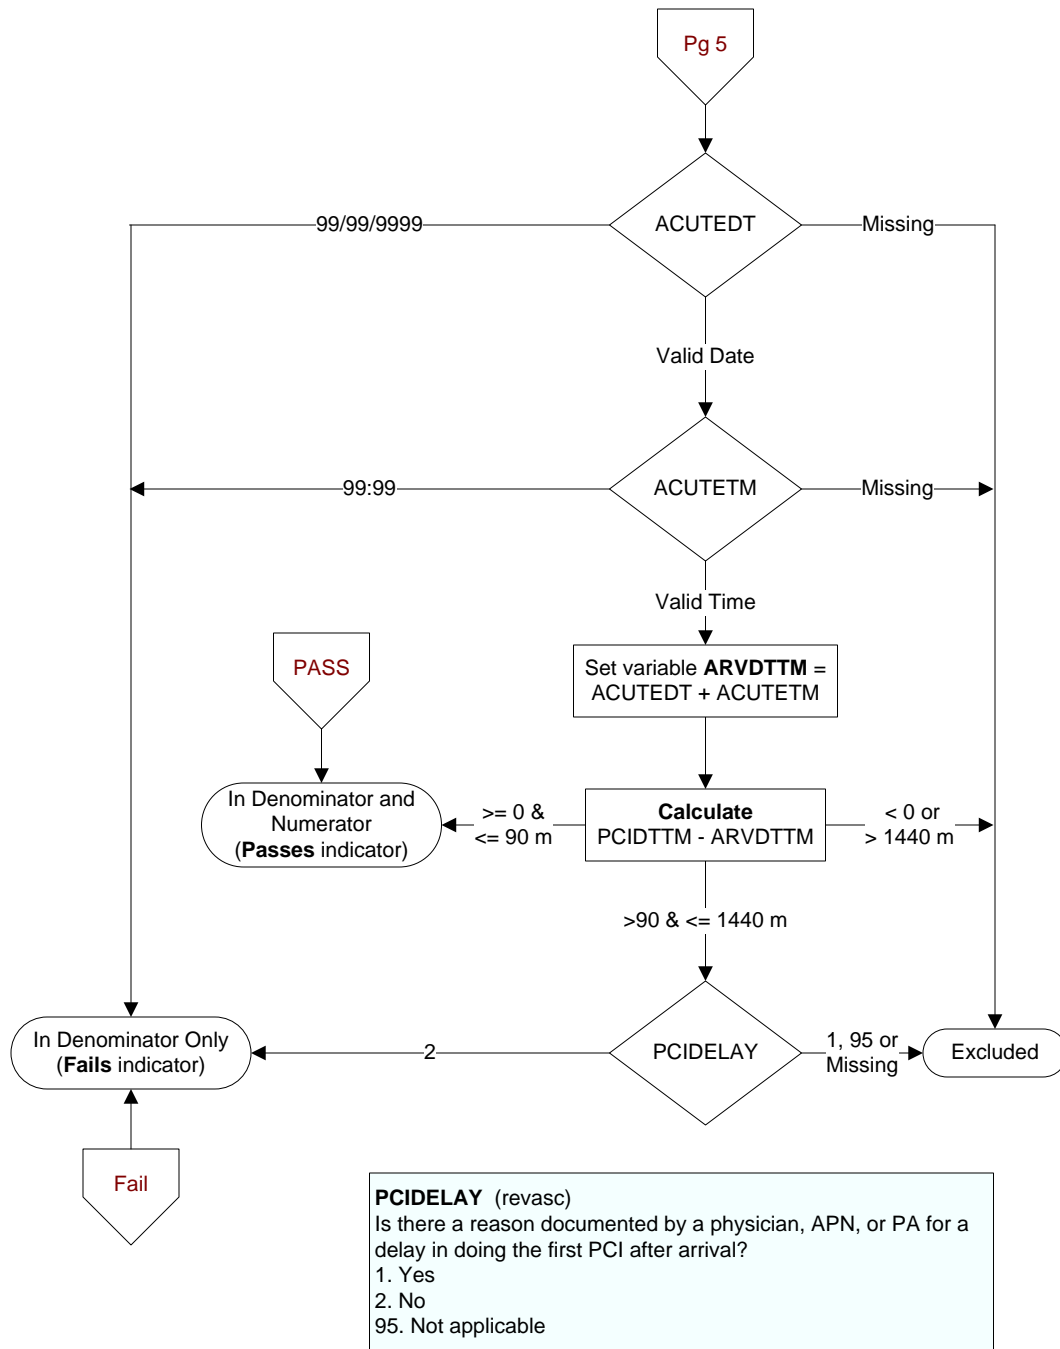 Pg 5
99/99/9999
ACUTEDT
Missing
Valid Date
99:99
ACUTETM
Missing
Valid Time
PASS
Set variable ARVDTTM =
ACUTEDT + ACUTETM
In Denominator and
Numerator
(Passes indicator)
>= 0 &
<= 90 m
Calculate
PCIDTTM - ARVDTTM
< 0 or
> 1440 m
>90 & <= 1440 m
In Denominator Only
(Fails indicator)
2
PCIDELAY
1, 95 or
Missing
Excluded
Fail
PCIDELAY (revasc)
Is there a reason documented by a physician, APN, or PA for a
delay in doing the first PCI after arrival?
1. Yes
2. No
95. Not applicable